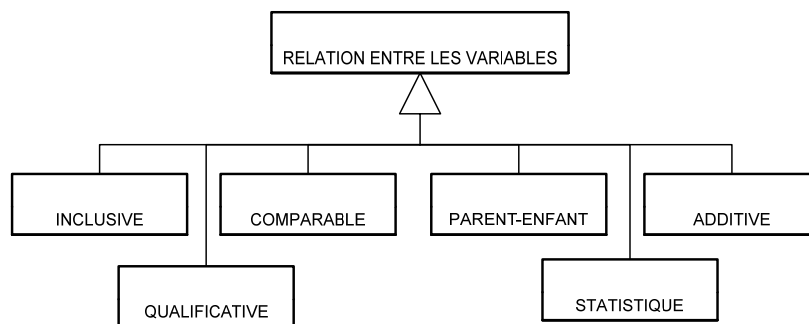 RELATION ENTRE LES VARIABLES
INCLUSIVE
COMPARABLE
PARENT-ENFANT
ADDITIVE
QUALIFICATIVE
STATISTIQUE